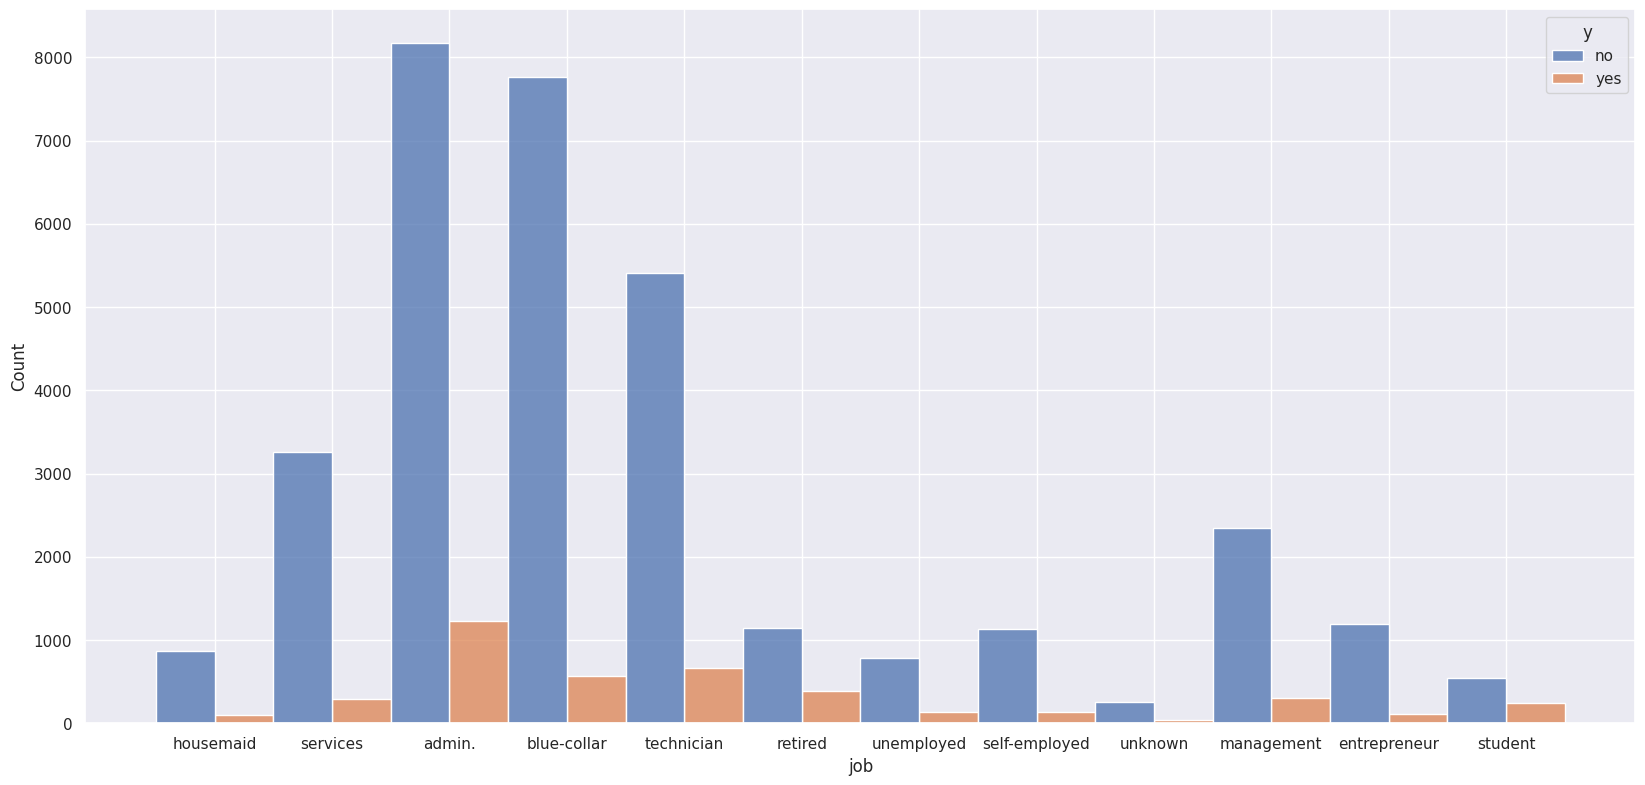 y
no
yes
8000
7000
6000
5000
4000
3000
2000
1000
0
Count
housemaid services admin. blue-collar technician retired unemployed self-employed unknown management entrepreneur student
job